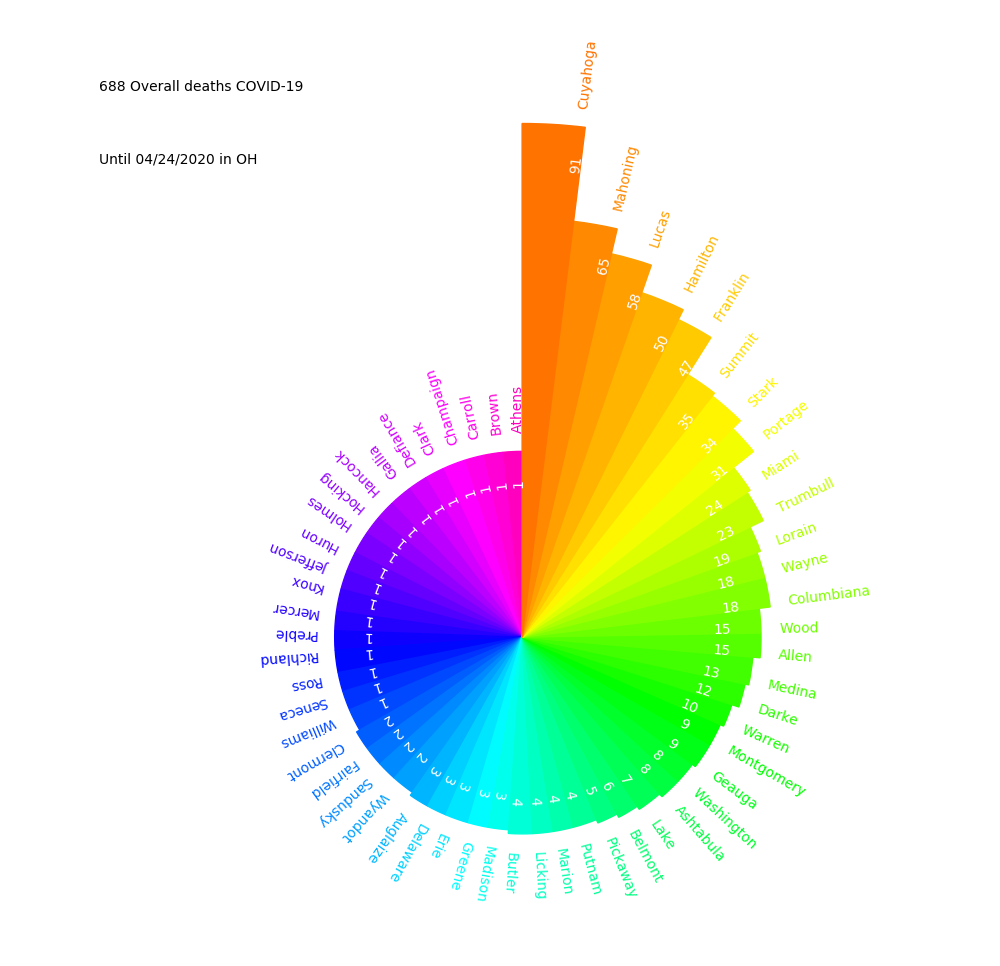 688 Overall deaths COVID-19
Until 04/24/2020 in OH
Cuyahoga
91
Mahoning
65
Lucas
58
Hamilton
50
Franklin
47
Summit
35
Stark
34
Portage
31
Miami
24
Trumbull
23
Lorain
19
Wayne
18
Columbiana
18
Wood
15
Allen
15
Medina
13
Darke
12
Warren
10
Montgomery
9
Geauga
9
Washington
8
Ashtabula
8
Lake
7
Belmont
6
Pickaway
5
Putnam
4
Marion
4
Licking
4
Butler
4
Madison
3
Greene
3
Erie
3
Delaware
3
Auglaize
3
Wyandot
2
Sandusky
2
Fairfield
2
Clermont
2
Williams
1
Seneca
1
Ross
1
Richland
1
Preble
1
Mercer
1
Knox
1
Jefferson
1
Huron
1
Holmes
1
Hocking
1
Hancock
1
Gallia
1
Defiance
1
Clark
1
Champaign
1
Carroll
1
Brown
1
Athens
1